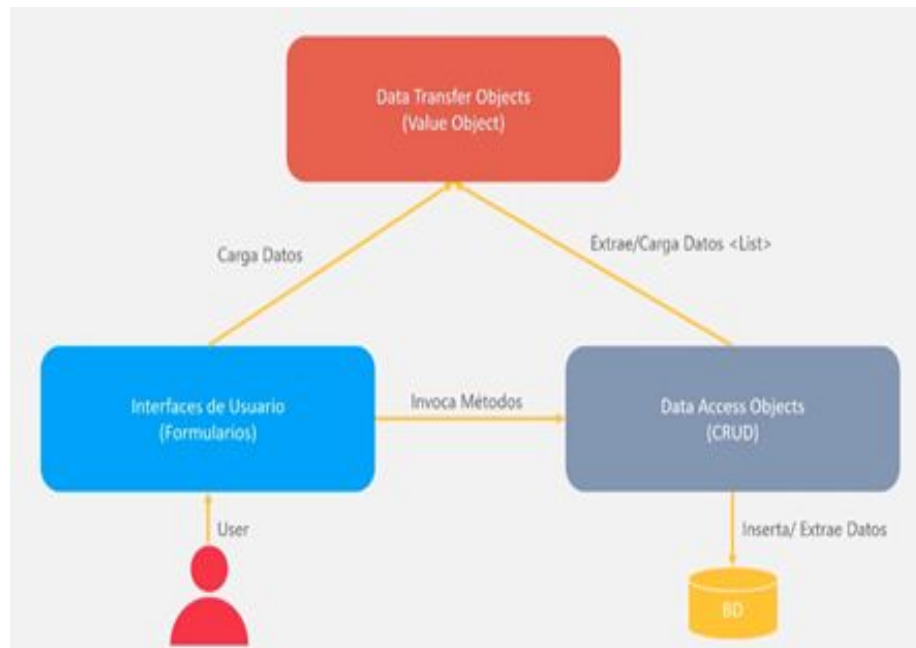 Data Transfer Objects
(Value Object)
Carga Datos
Extrae/Carga Datos <List>
Interfaces de Usuario
(Formularios)
Invoca Métodos
Data Access Objects
(CRUD)
User
Inserta/ Extrae Datos
BD